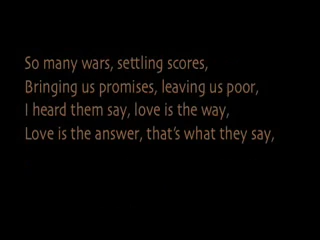 So many wars, settling scores,
Bringing us promises, leaving us poor,
I heard them say, love is the way,
Love is the answer, that's what they say,